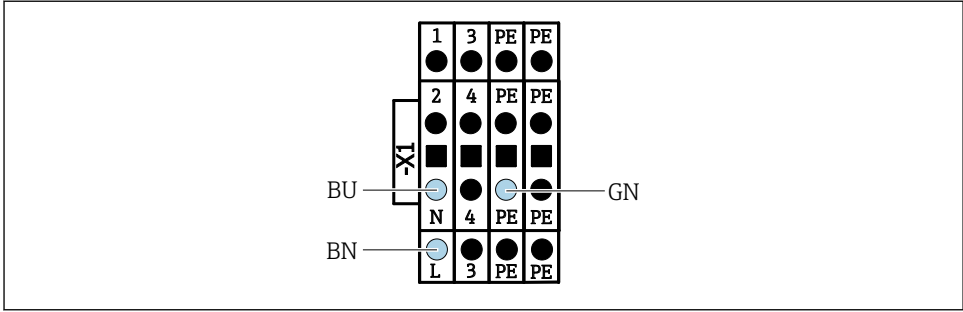 1 3 PE PE
2 4 PE PE
-X1
BU
GN
N 4 PE PE
BN
L 3 PE PE